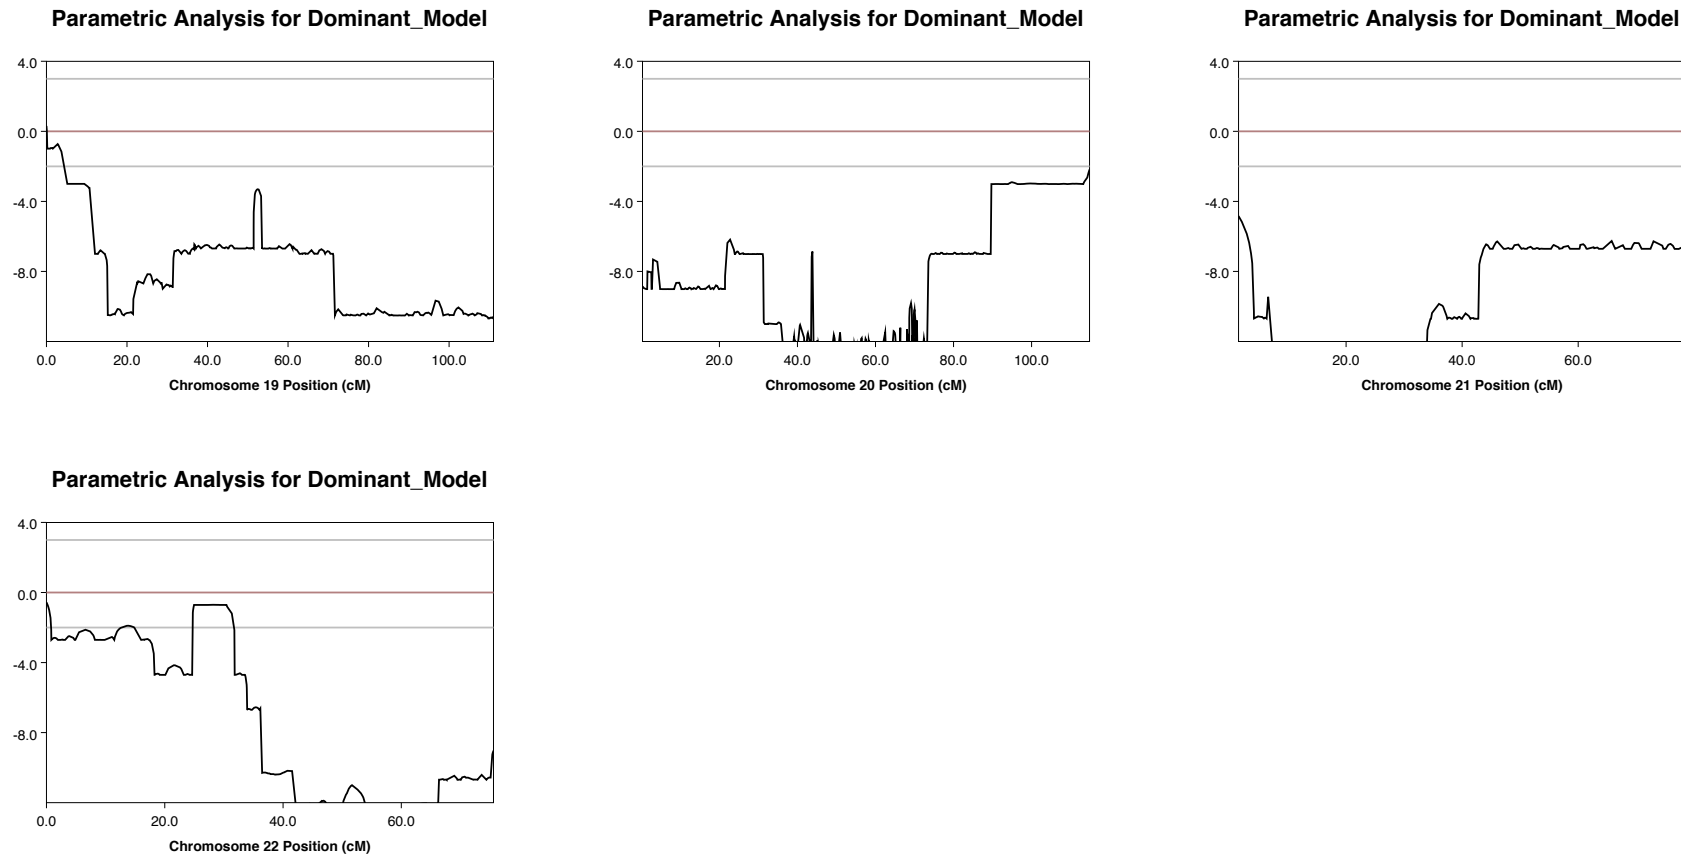 Parametric Analysis for Dominant_Model
Parametric Analysis for Dominant_Model
Parametric Analysis for Dominant_Model
4.0
0.0
-4.0
-8.0
0.0 20.0 40.0 60.0 80.0 100.0
Chromosome 19 Position (cM)
4.0
0.0
-4.0
-8.0
20.0 40.0 60.0 80.0 100.0
Chromosome 20 Position (cM)
4.0
0.0
-4.0
-8.0
20.0 40.0 60.0
Chromosome 21 Position (cM)
Parametric Analysis for Dominant_Model
4.0
0.0
-4.0
-8.0
0.0 20.0 40.0 60.0
Chromosome 22 Position (cM)